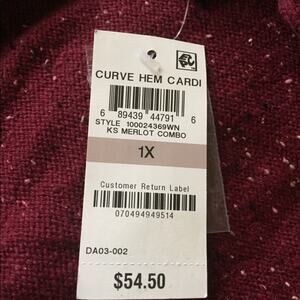 CURVE HEM CARDI
6 89439 44791 6
STYLE 100024369WN
KS MERLOT COMBO
1X
Customer Return Label
070494949514
DA03-002
$54.50